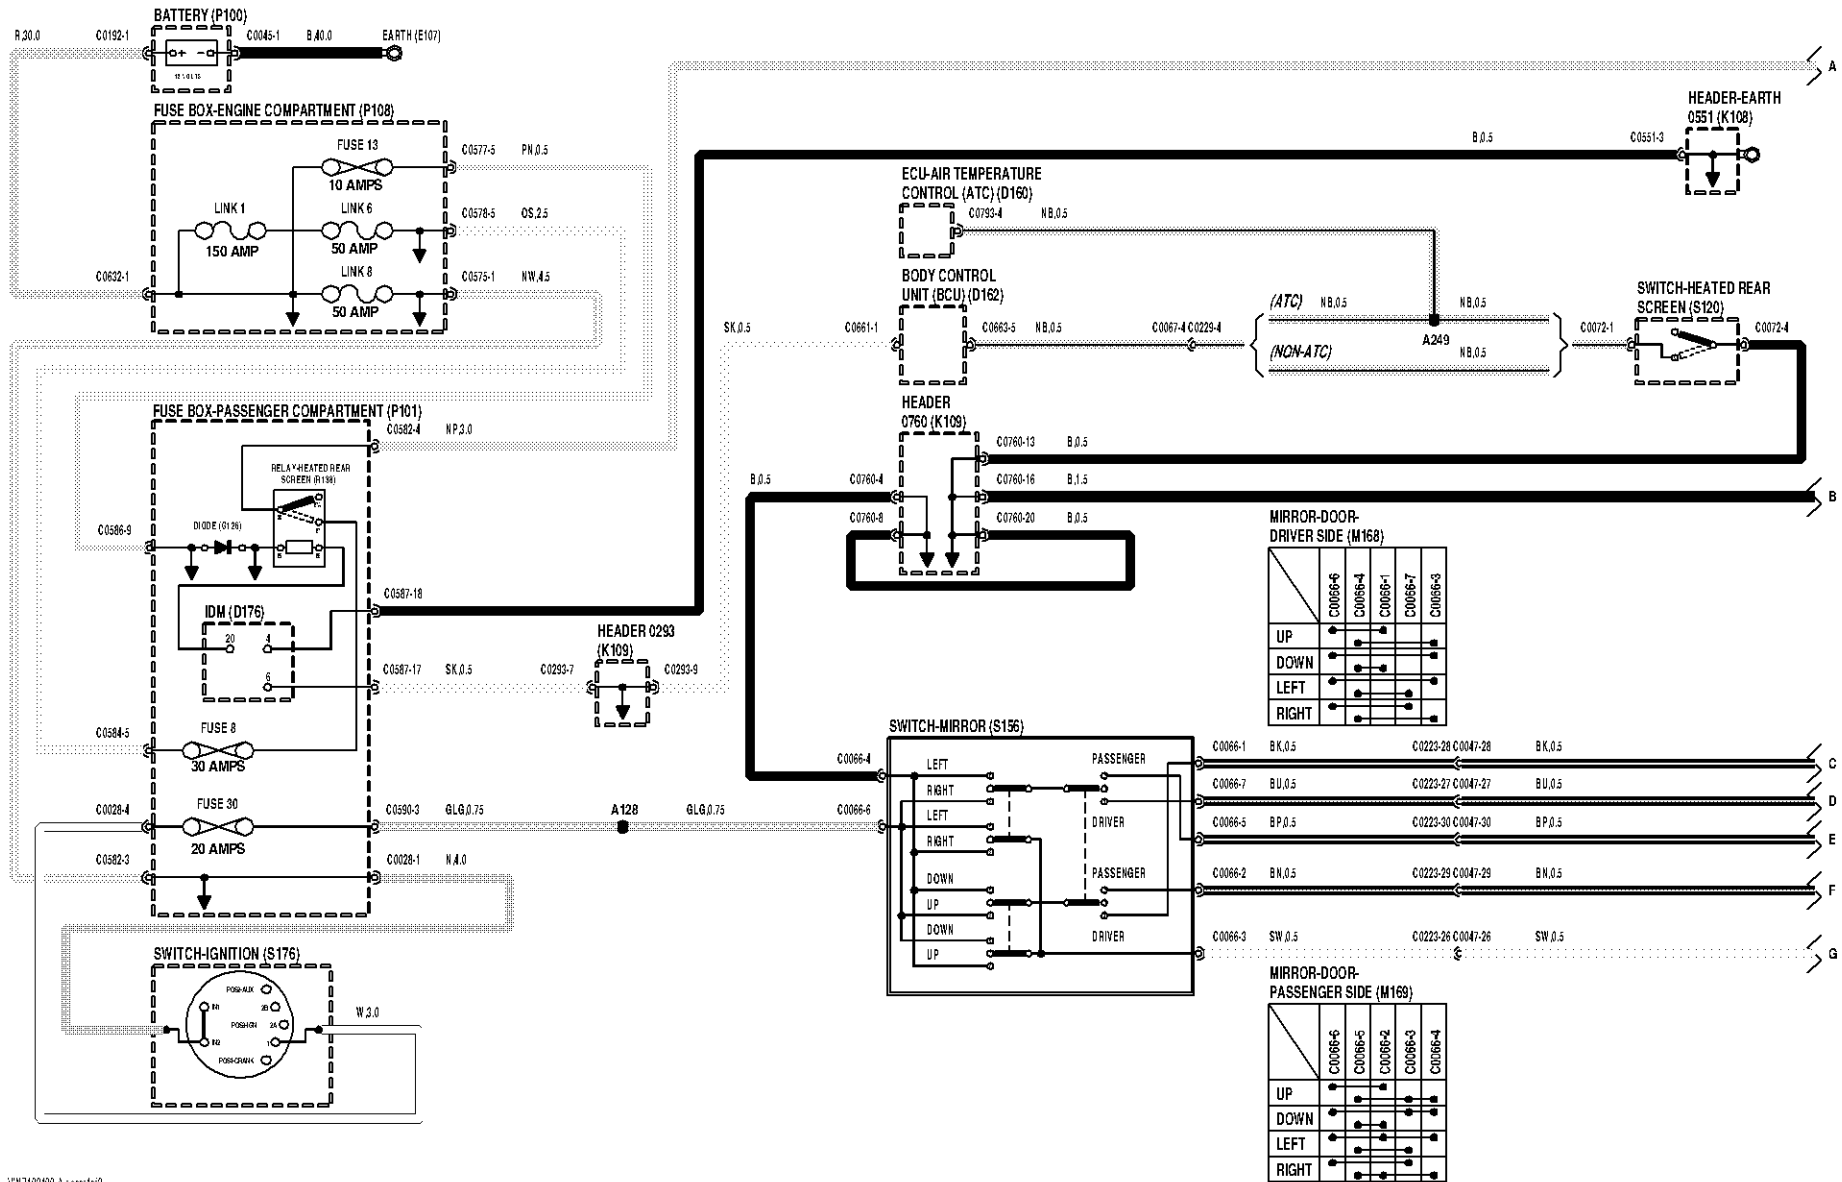 BATTERY (P100)
R,30.0
C0192-1
C0045-1
B,40.0
EARTH (E107)
A
FUSE BOX-ENGINE COMPARTMENT (P108)
FUSE 13
10 AMPS
C0577-5
PN,0.5
LINK 1
150 AMP
LINK 6
50 AMP
C0578-5
OS,2.5
C0632-1
LINK 8
50 AMP
C0575-1
NW,4.5
HEADER-EARTH
0551 (K108)
B,0.5
C0551-3
ECU-AIR TEMPERATURE
CONTROL (ATC) (D160)
C0793-4
NB,0.5
BODY CONTROL
UNIT (BCU) (D162)
SK,0.5
C0661-1
C0663-5
NB,0.5
C0067-4 C0229-4
(ATC)
NB,0.5
NB,0.5
A249
(NON-ATC)
NB,0.5
SWITCH-HEATED REAR
SCREEN (S120)
C0072-1
C0072-4
FUSE BOX-PASSENGER COMPARTMENT (P101)
C0582-4
NP,3.0
RELAY-HEATED REAR
SCREEN (R138)
C0586-9
DIODE (G126)
C0587-18
IDM (D176)
20
4
6
C0587-17
SK,0.5
HEADER 0293
(K109)
C0293-7
C0293-9
HEADER
0760 (K109)
C0760-13
B,0.5
B,0.5
C0760-4
C0760-16
B,1.5
B
C0760-8
C0760-20
B,0.5
FUSE 8
30 AMPS
C0584-5
FUSE 30
20 AMPS
C0028-4
C0590-3
GLG,0.75
A128
GLG,0.75
C0066-6
C0582-3
C0028-1
N,4.0
MIRROR-DOOR-
DRIVER SIDE (M168)
C0066-6
C0066-4
C0066-1
C0066-7
C0066-3
UP
DOWN
LEFT
RIGHT
SWITCH-MIRROR (S156)
C0066-4
LEFT
RIGHT
LEFT
RIGHT
DOWN
UP
DOWN
UP
PASSENGER
DRIVER
PASSENGER
DRIVER
C0066-1
BK,0.5
C0223-28 C0047-28
BK,0.5
C
C0066-7
BU,0.5
C0223-27 C0047-27
BU,0.5
D
C0066-5
BP,0.5
C0223-30 C0047-30
BP,0.5
E
C0066-2
BN,0.5
C0223-29 C0047-29
BN,0.5
F
C0066-3
SW,0.5
C0223-26 C0047-26
SW,0.5
G
SWITCH-IGNITION (S176)
POSI-AUX
IN1
2B
POSI-IGN
2A
IN2
1
POSI-CRANK
W,3.0
MIRROR-DOOR-
PASSENGER SIDE (M169)
C0066-6
C0066-5
C0066-2
C0066-3
C0066-4
UP
DOWN
LEFT
RIGHT